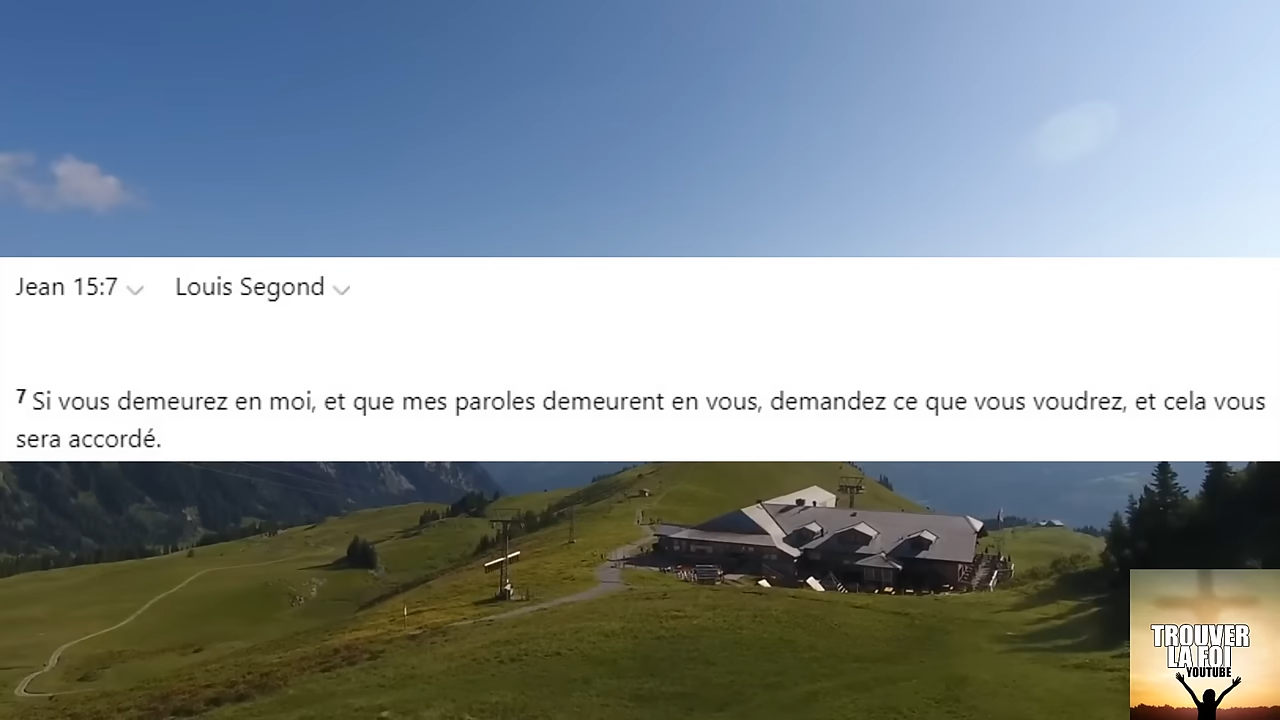 Jean 15:7 Louis Segond
7 Si vous demeurez en moi, et que mes paroles demeurent en vous, demandez ce que vous voudrez, et cela vous
sera accordé.
TROUVER
LA FOI
YOUTUBE